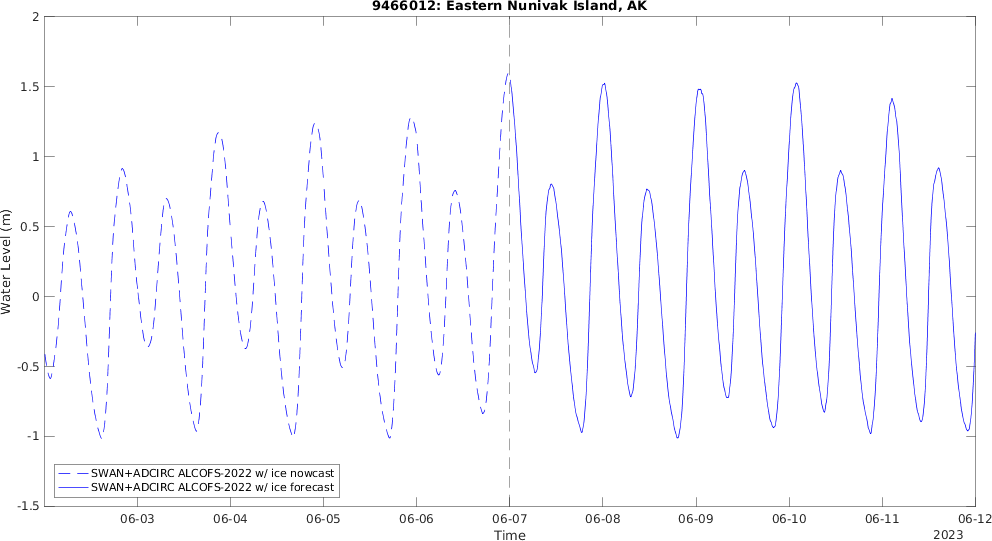 9466012: Eastern Nunivak Island, AK
2
1.5
1
0.5
0
-0.5
-1
-1.5
Water Level (m)
SWAN+ADCIRC ALCOFS-2022 w/ ice nowcast
SWAN+ADCIRC ALCOFS-2022 w/ ice forecast
06-03 06-04 06-05 06-06 06-07 06-08 06-09 06-10 06-11 06-12
Time
2023